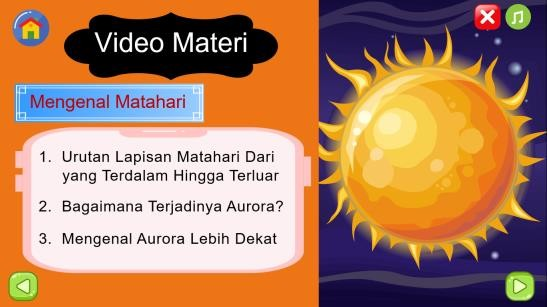 Video Materi
Mengenal Matahari
1. Urutan Lapisan Matahari Dari
yang Terdalam Hingga Terluar
2. Bagaimana Terjadinya Aurora?
3. Mengenal Aurora Lebih Dekat